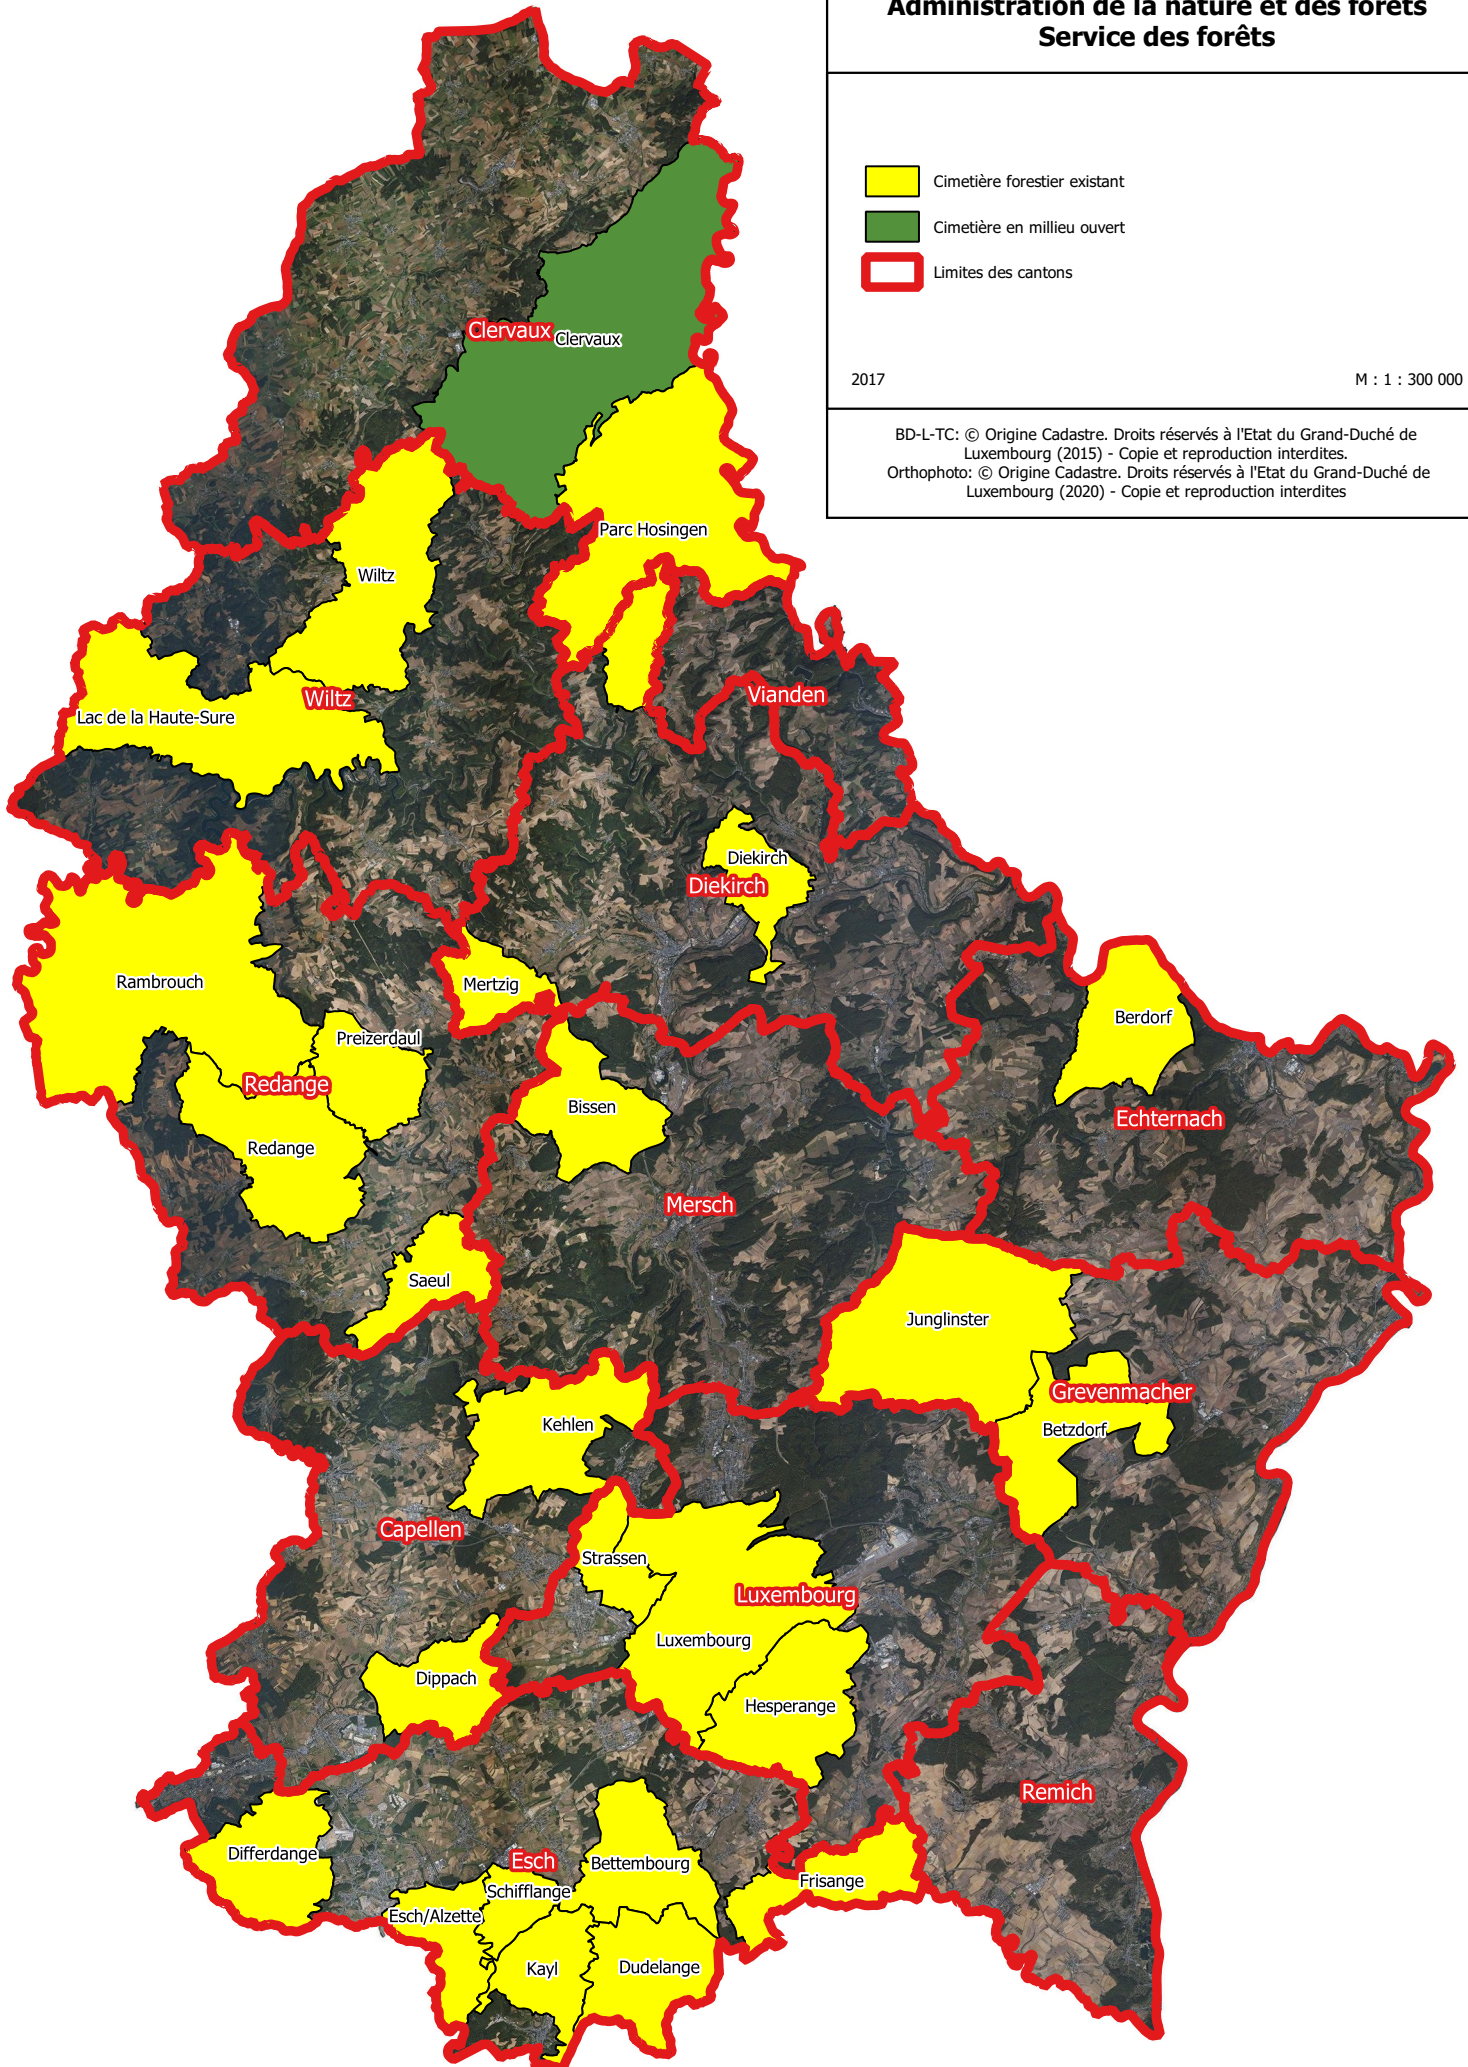 Administration de la nature et des forêts
Service des forêts
Cimetière forestier existant
Cimetière en millieu ouvert
Limites des cantons
2017
M : 1 : 300 000
BD-L-TC: © Origine Cadastre. Droits réservés à l'Etat du Grand-Duché de
Luxembourg (2015) - Copie et reproduction interdites.
Orthophoto: © Origine Cadastre. Droits réservés à l'Etat du Grand-Duché de
Luxembourg (2020) - Copie et reproduction interdites
Clervaux
Clervaux
Parc Hosingen
Wiltz
Wiltz
Vianden
Lac de la Haute-Sure
Diekirch
Diekirch
Rambrouch
Mertzig
Preizerdaul
Berdorf
Redange
Bissen
Echternach
Redange
Mersch
Saeul
Junglinster
Grevenmacher
Kehlen
Betzdorf
Capellen
Strassen
Luxembourg
Luxembourg
Dippach
Hesperange
Remich
Differdange
Esch
Bettembourg
Schifflange
Frisange
Esch/Alzette
Kayl
Dudelange